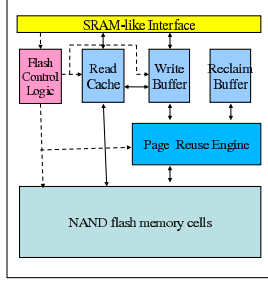 SRAM-like Interface
Flash
Control
Logic
Read
Cache
Write
Buffer
Reclaim
Buffer
Page Reuse Engine
NAND flash memory cells